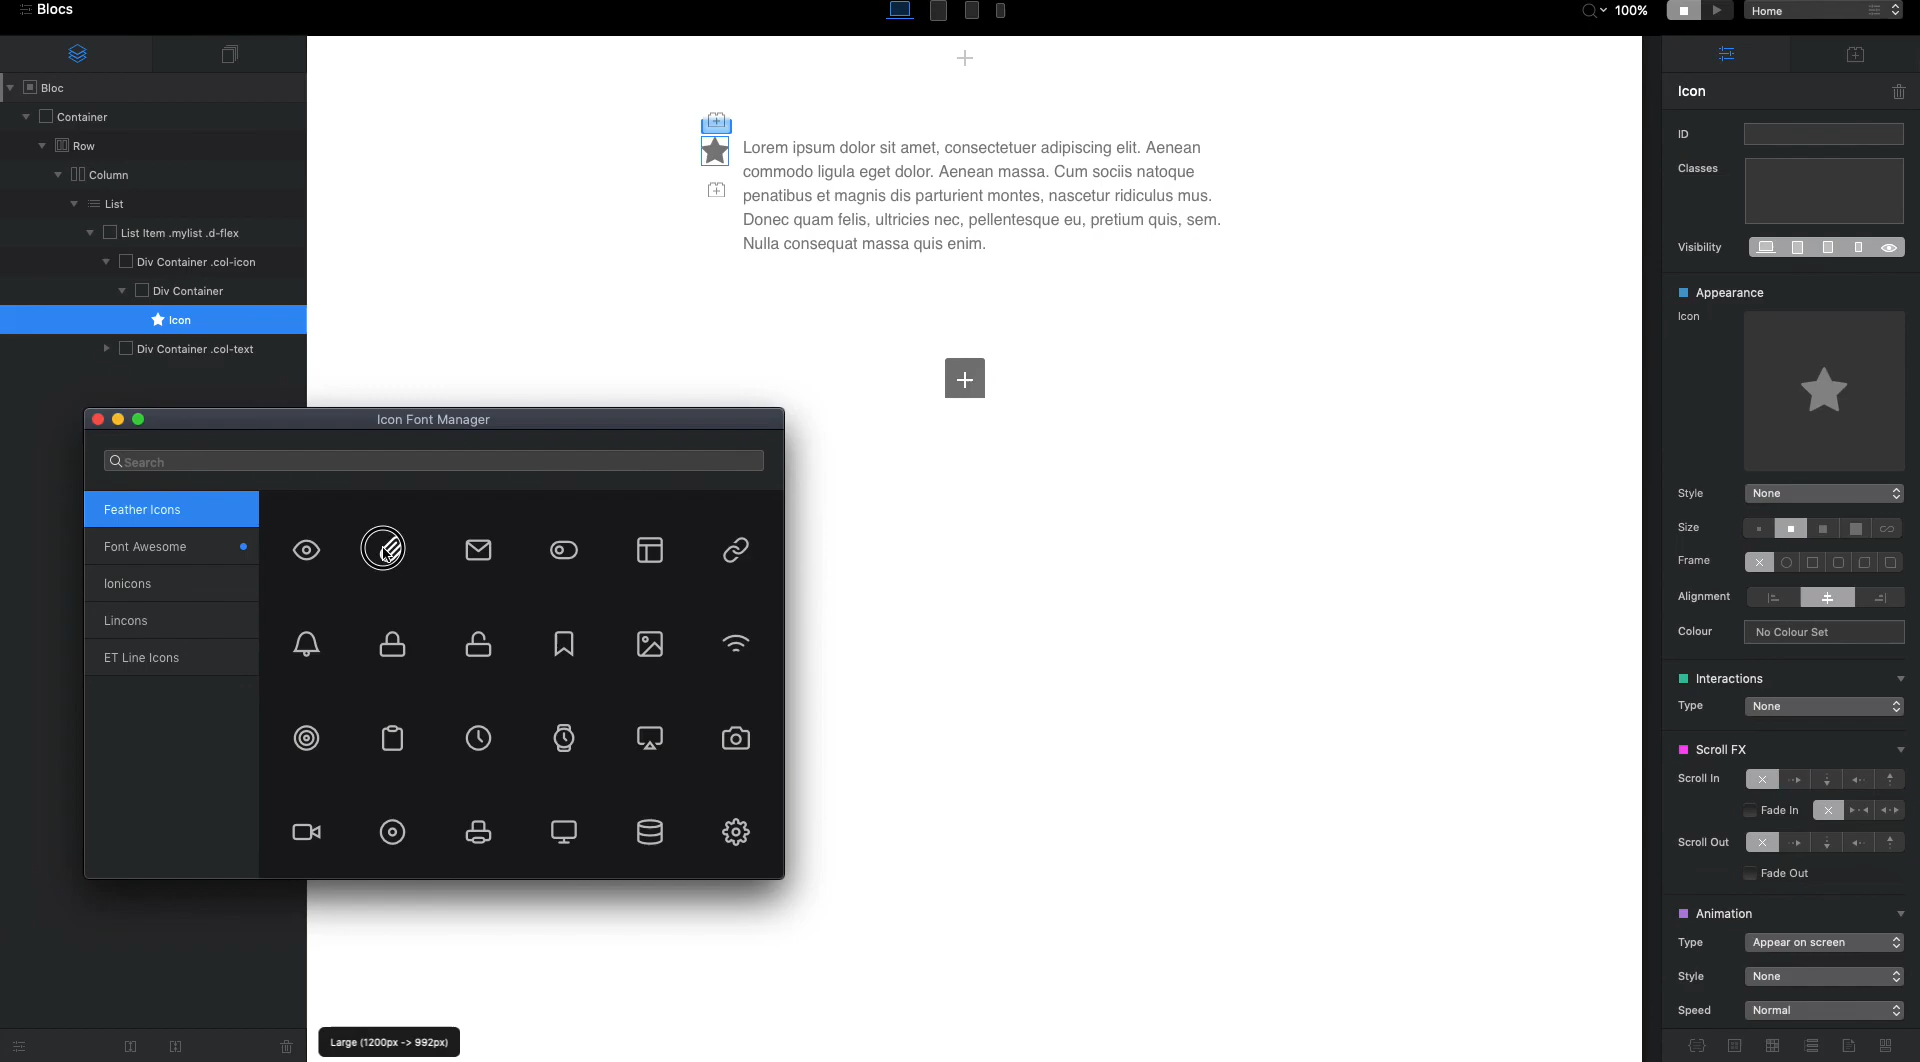 Blocs
100%
Home
Bloc
Container
Row
Column
List
List Item .mylist .d-flex
Div Container .col-icon
Div Container
Icon
Div Container .col-text
Lorem ipsum dolor sit amet, consectetuer adipiscing elit. Aenean
commodo ligula eget dolor. Aenean massa. Cum sociis natoque
penatibus et magnis dis parturient montes, nascetur ridiculus mus.
Donec quam felis, ultricies nec, pellentesque eu, pretium quis, sem.
Nulla consequat massa quis enim.
Icon Font Manager
Search
Feather Icons
Font Awesome
Ionicons
Lincons
ET Line Icons
Large (1200px -> 992px)
Icon
ID
Classes
Visibility
Appearance
Icon
Style None
Size
Frame
Alignment
Colour No Colour Set
Interactions
Type None
Scroll FX
Scroll In
Fade In
Scroll Out
Fade Out
Animation
Type Appear on screen
Style None
Speed Normal